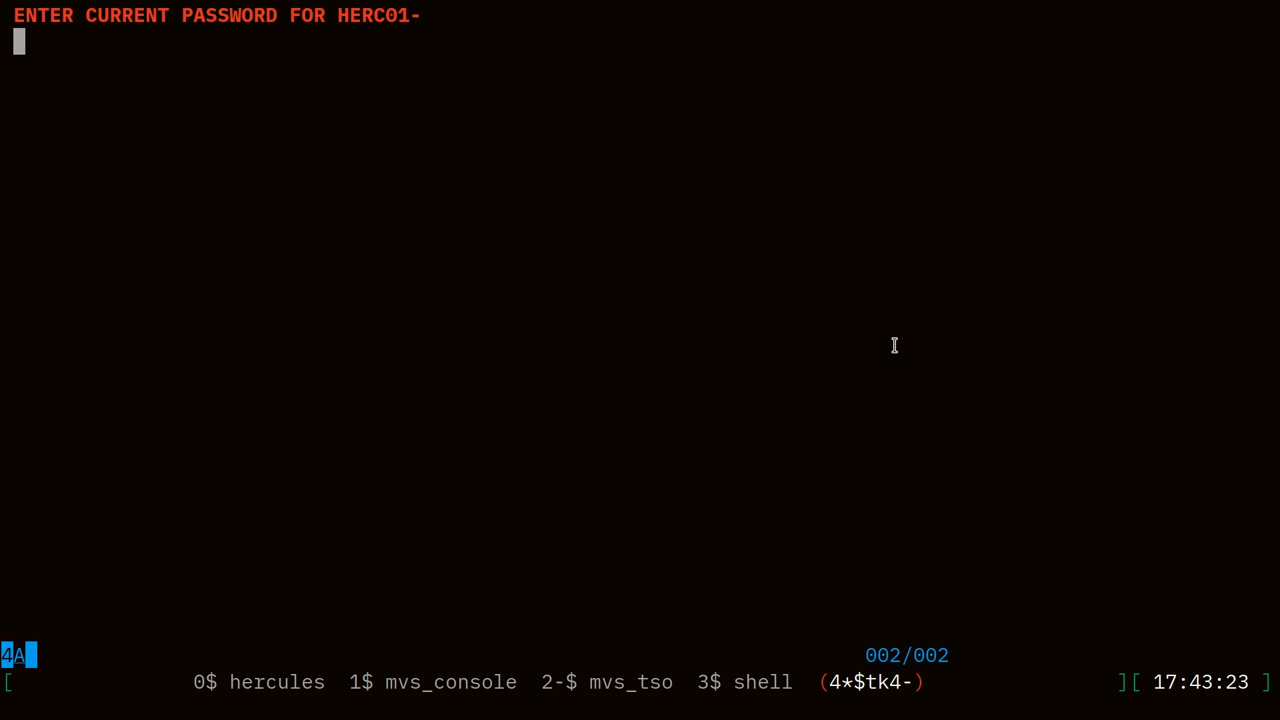 ENTER CURRENT PASSWORD FOR HERC01-
4A 002/002
[ 0$ hercules 1$ mvs_console 2-$ mvs_tso 3$ shell (4*$tk4-) ][ 17:43:23 ]